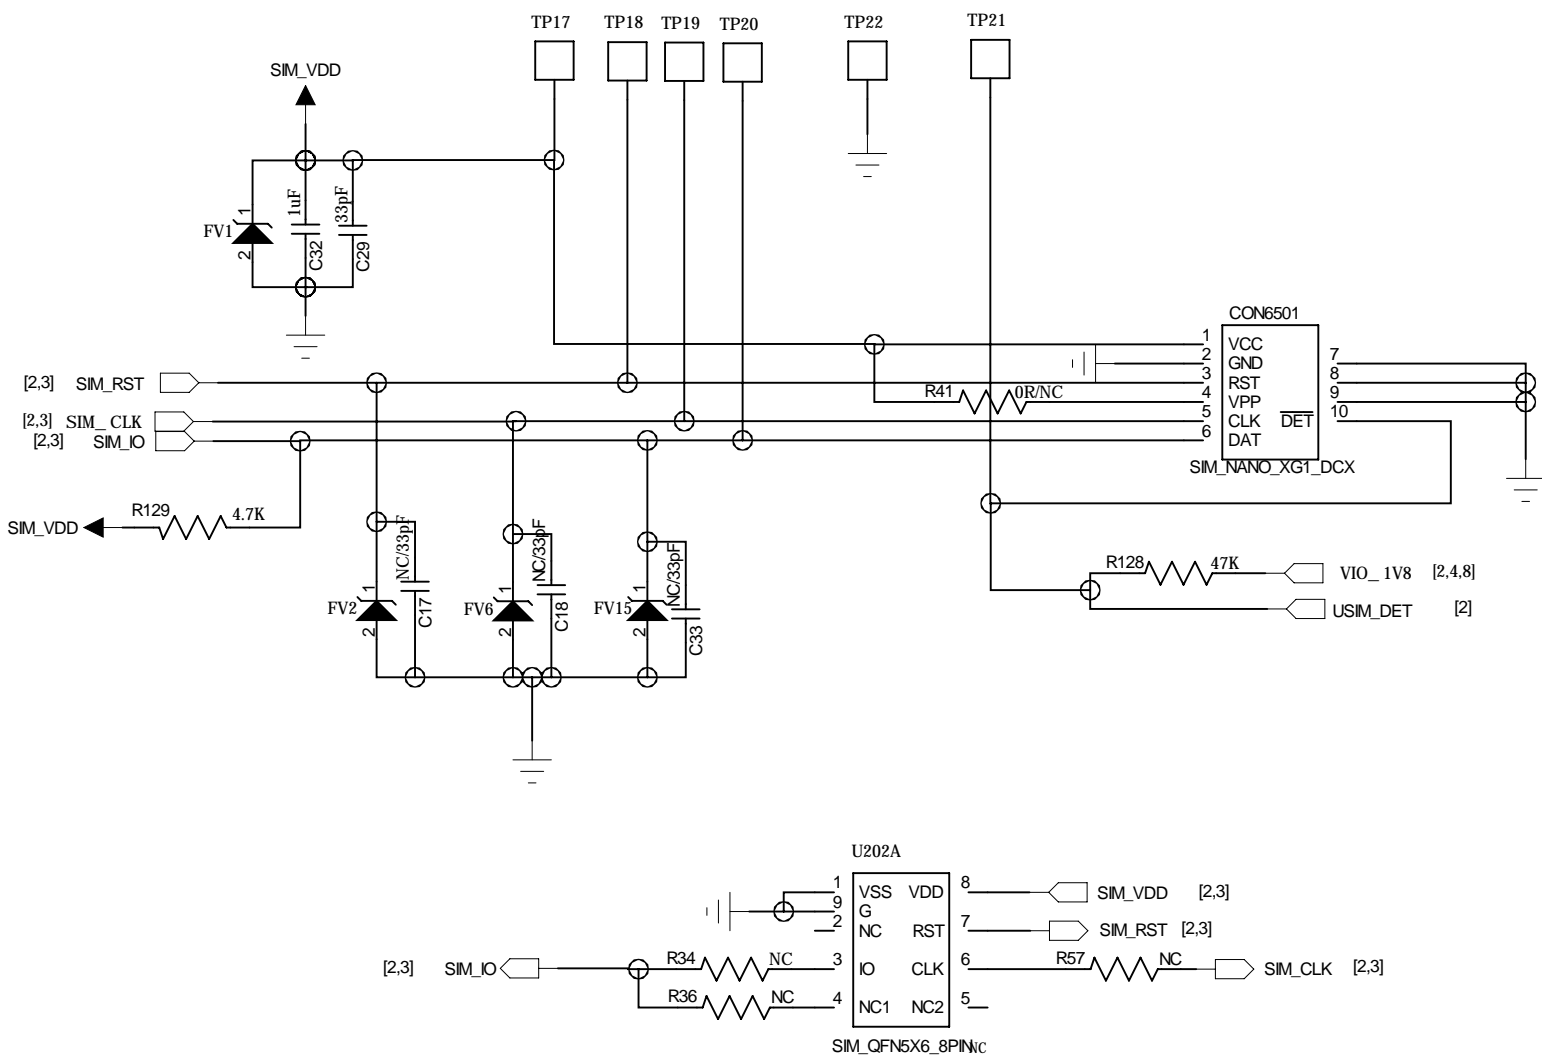 TP17 TP18 TP19 TP20 TP22 TP21
SIM_VDD
FV1 1 2 1uF C32 33pF C29
CON6501
1 VCC
2 GND 7
3 RST 8
4 VPP 9
5 CLK DET 10
6 DAT
SIM_NANO_XG1_DCX
R41 0R/NC
[2,3] SIM_RST
[2,3] SIM_ CLK
[2,3] SIM_IO
SIM_VDD R129 4.7K
FV2 1 2 NC/33pF C17
FV6 1 2 NC/33pF C18
FV15 1 2 NC/33pF C33
R128 47K VIO_ 1V8 [2,4,8]
USIM_DET [2]
U202A
1 VSS VDD 8 SIM_VDD [2,3]
9 G
2 NC RST 7 SIM_RST [2,3]
[2,3] SIM_IO R34 NC 3 IO CLK 6 R57 NC SIM_CLK [2,3]
R36 NC 4 NC1 NC2 5
SIM_QFN5X6_8PIN NC